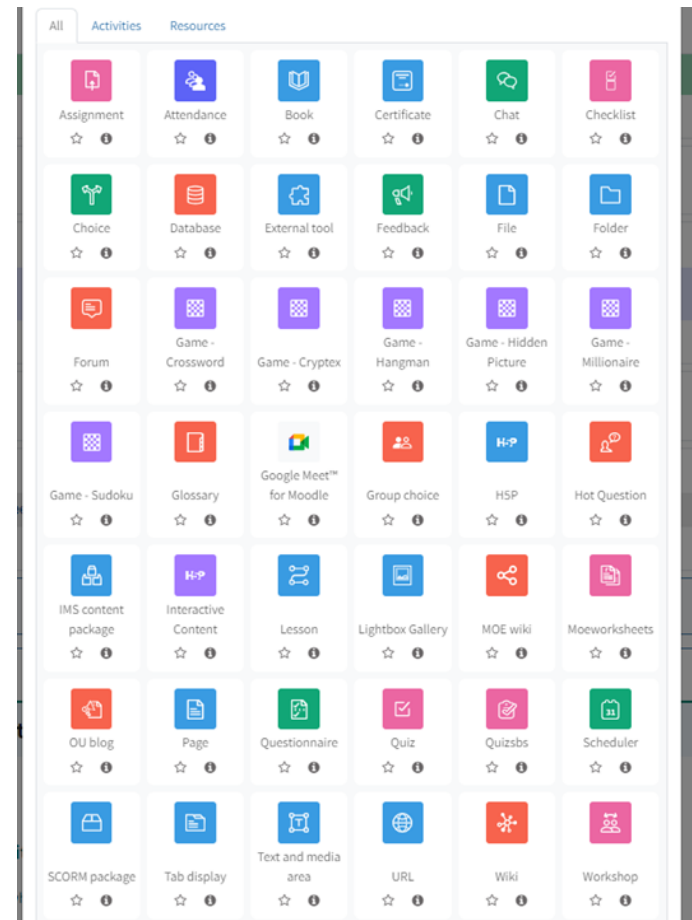 All Activities Resources
Assignment Attendance Book Certificate Chat Checklist
Choice Database External tool Feedback File Folder
Forum
Game - Crossword
Game - Cryptex
Game - Hangman
Game - Hidden Picture
Game - Millionaire
Game - Sudoku
Glossary
Google Meet™ for Moodle
Group choice
H5P
H5P
Hot Question
IMS content package
H5P
Interactive Content
Lesson
Lightbox Gallery
MOE wiki
Moeworksheets
OU blog
Page
Questionnaire
Quiz
Quizsbs
31
Scheduler
SCORM package
Tab display
Text and media area
URL
Wiki
Workshop